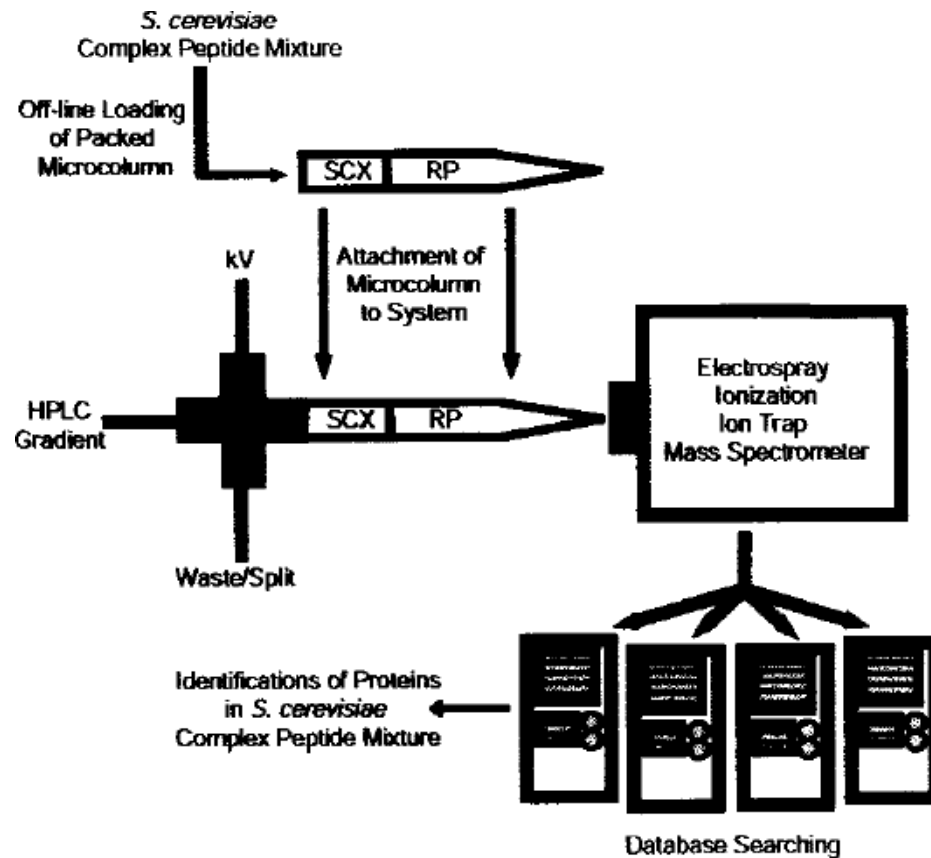 S. cerevisiae
Complex Peptide Mixture
Off-line Loading
of Packed
Microcolumn
SCX RP
kV
Attachment of
Microcolumn
to System
HPLC
Gradient
SCX RP
Electrospray
Ionization
Ion Trap
Mass Spectrometer
Waste/Split
Identifications of Proteins
in S. cerevisiae
Complex Peptide Mixture
Database Searching